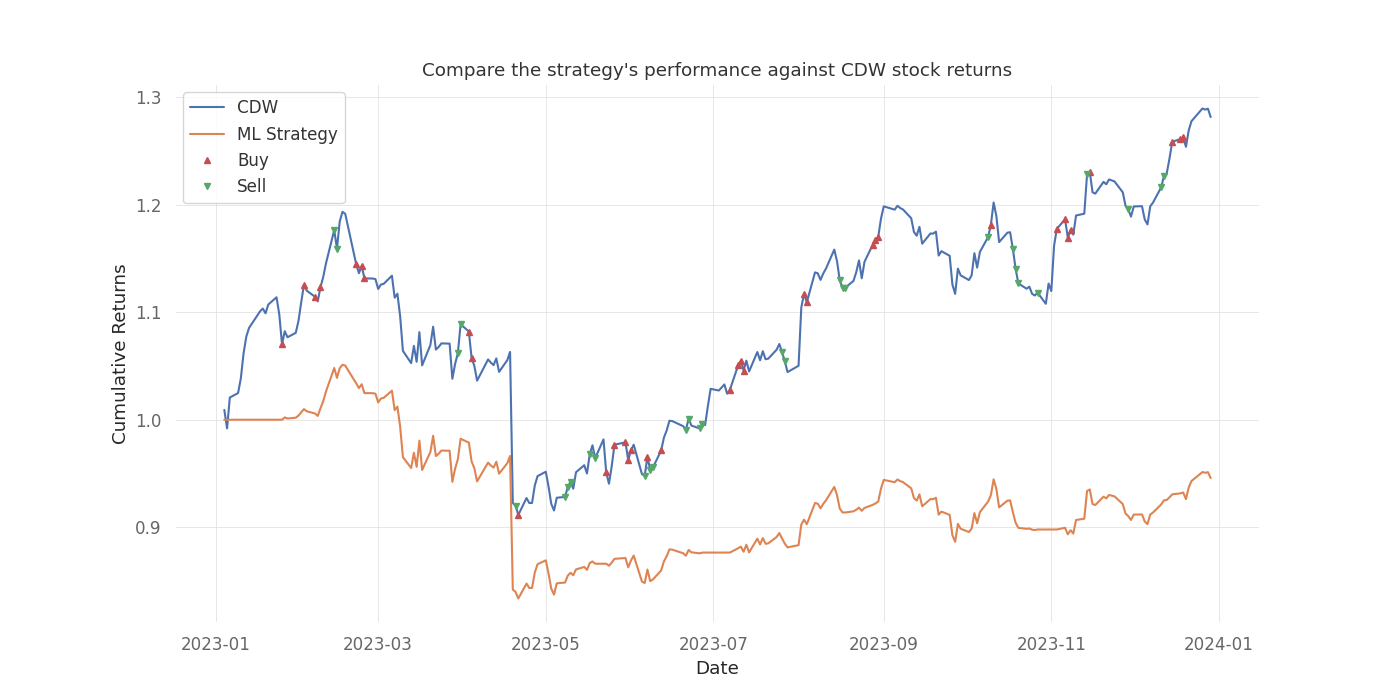 Compare the strategy's performance against CDW stock returns
CDW
ML Strategy
Buy
Sell
Cumulative Returns
1.3
1.2
1.1
1.0
0.9
2023-01
2023-03
2023-05
2023-07
2023-09
2023-11
2024-01
Date